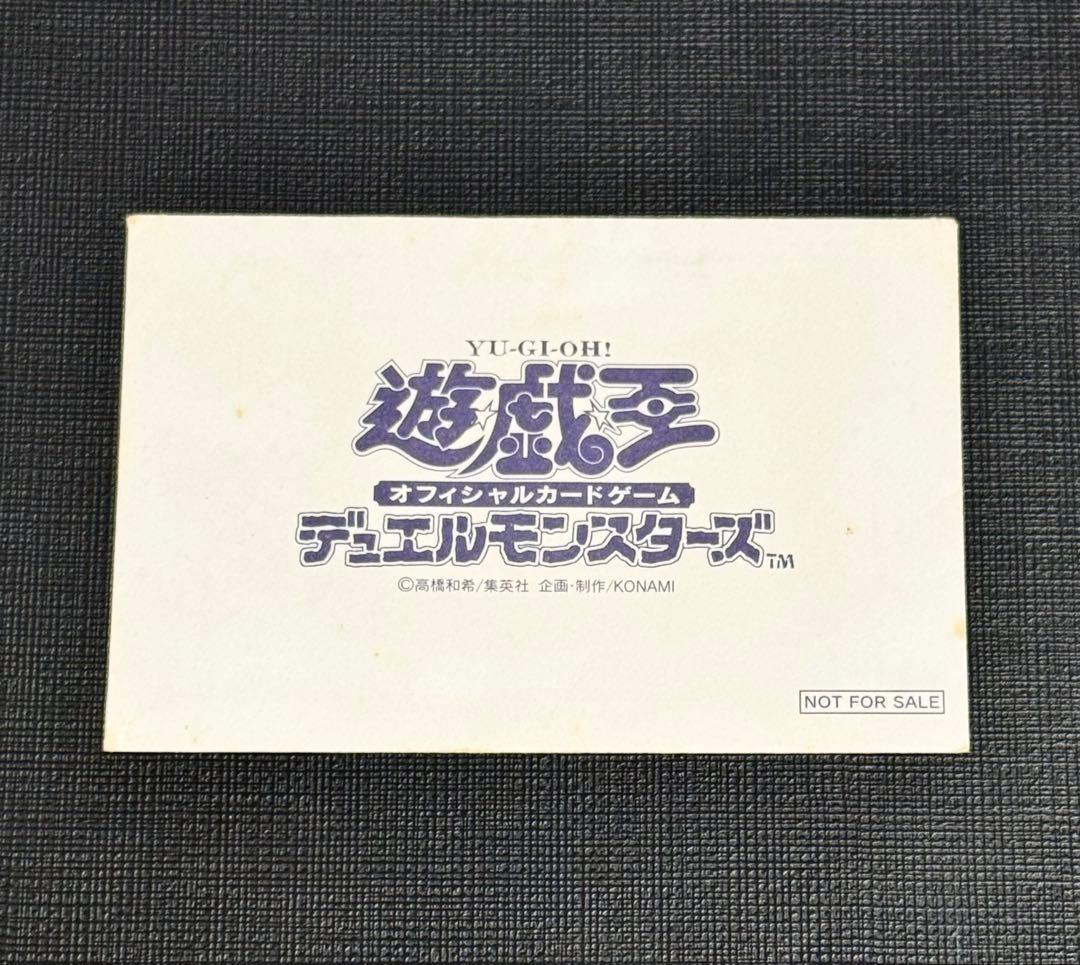 YU-GI-OH!
遊戯王
オフィシャルカードゲーム
デュエルモンスターズTM
©高橋和希/集英社 企画・制作/KONAMI
NOT FOR SALE